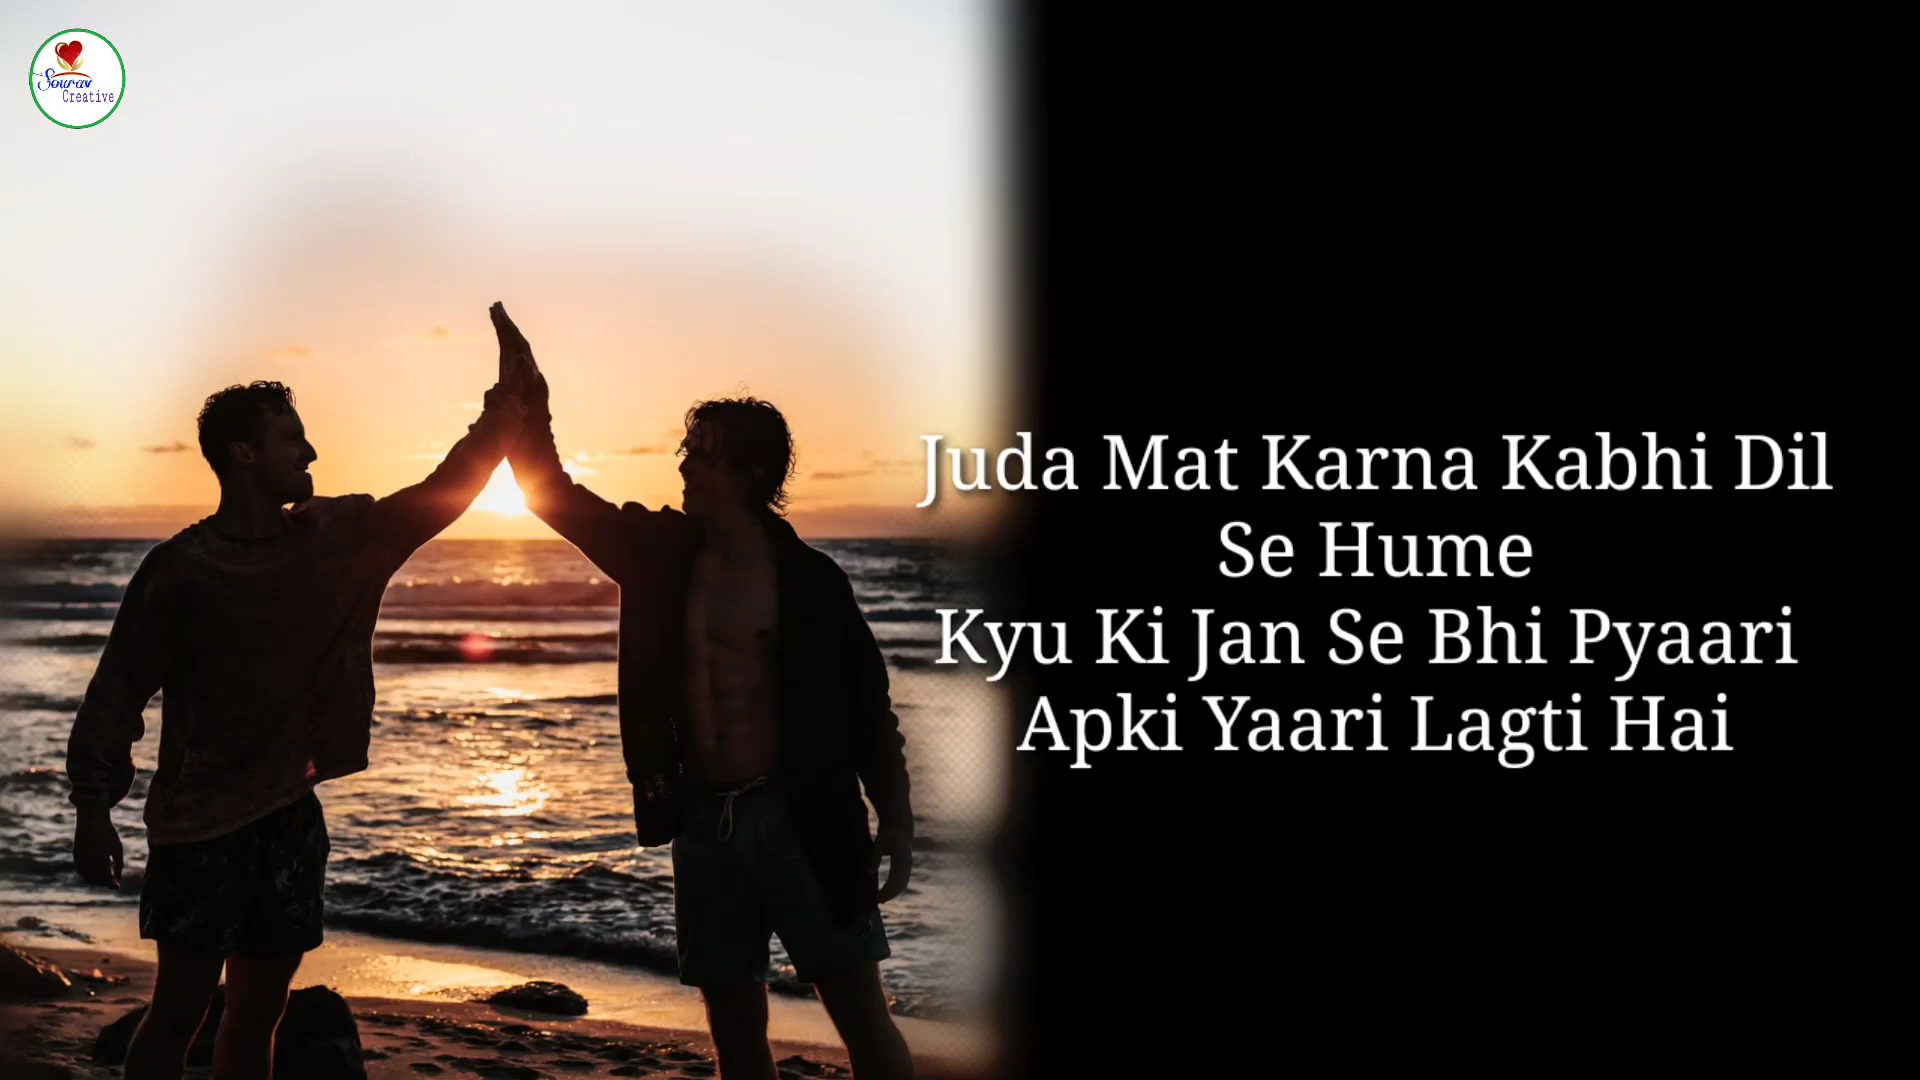 Sourav
Creative
Juda Mat Karna Kabhi Dil
Se Hume
Kyu Ki Jan Se Bhi Pyaari
Apki Yaari Lagti Hai